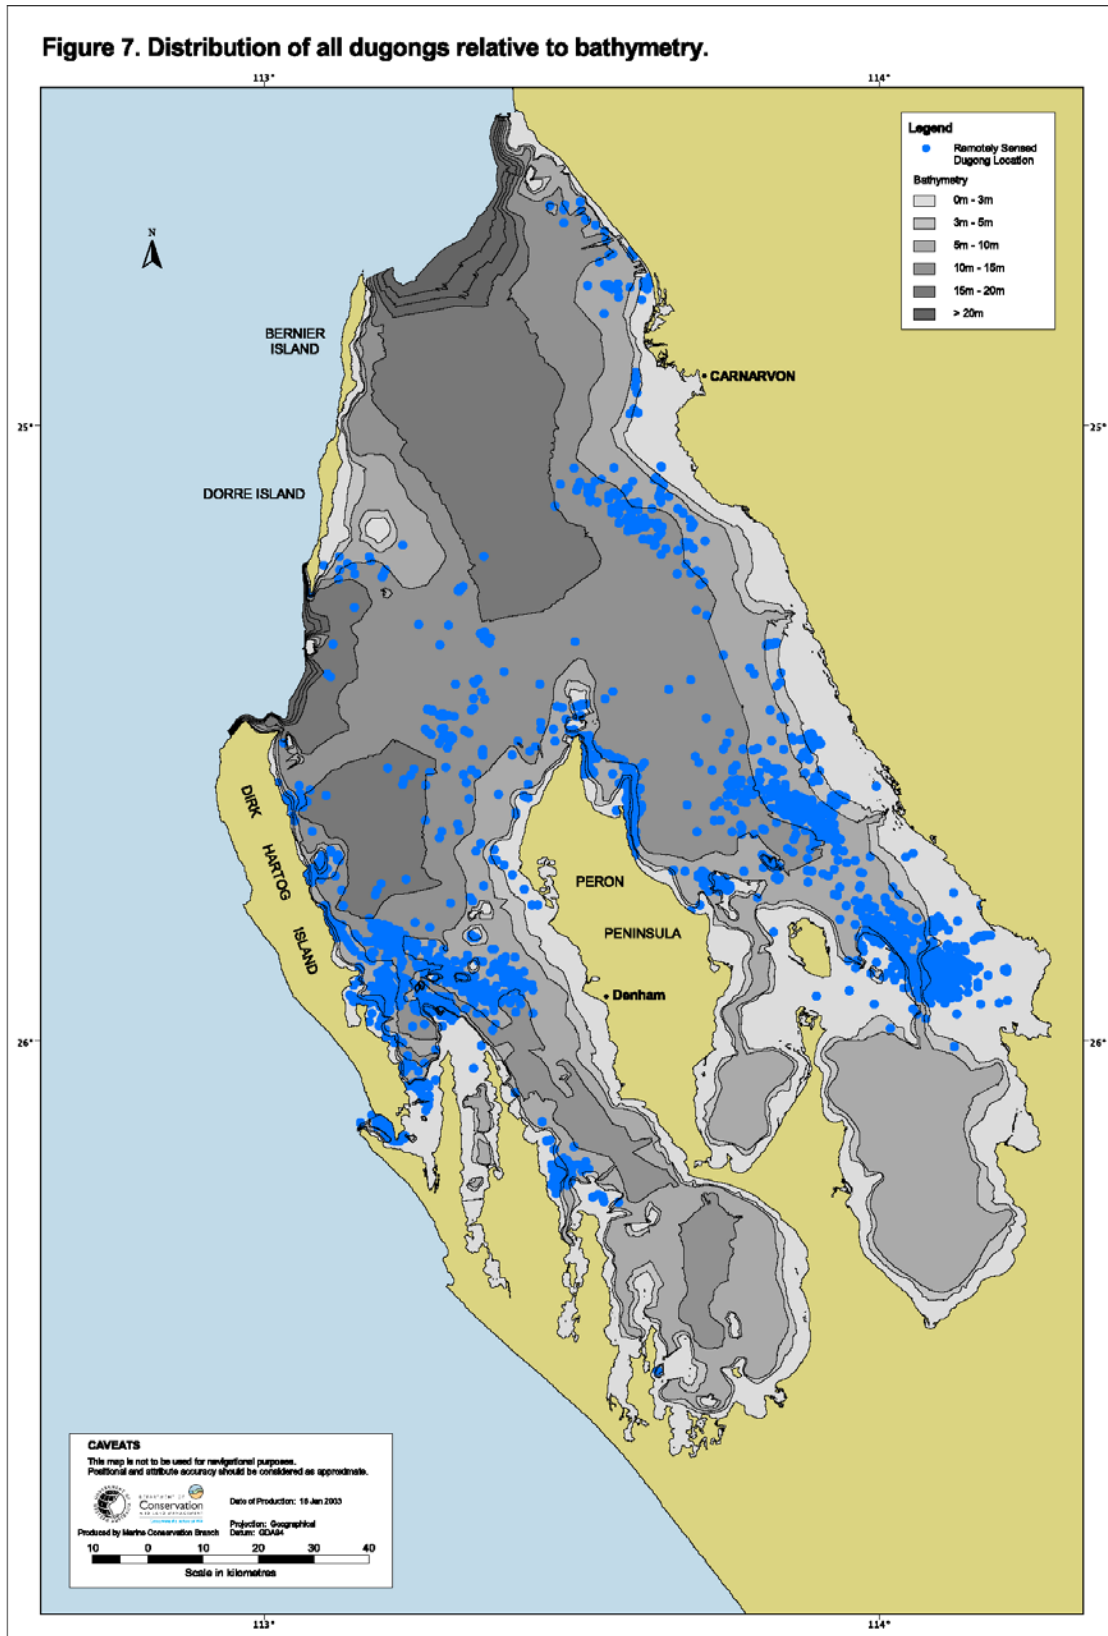 Figure 7. Distribution of all dugongs relative to bathymetry.
113°
114°
Legend
Remotely Sensed
Dugong Location
Bathymetry
0m - 3m
3m - 5m
5m - 10m
10m - 15m
15m - 20m
> 20m
N
BERNIER
ISLAND
CARNARVON
25°
25°
DORRE ISLAND
DIRK
HARTOG
ISLAND
PERON
PENINSULA
Denham
26°
26°
CAVEATS
This map is not to be used for navigational purposes.
Positional and attribute accuracy should be considered as approximate.
DEPARTMENT OF
Conservation
Date of Production: 16 Jan 2003
Projection: Geographical
Produced by Marine Conservation Branch Datum: GDA94
10 0 10 20 30 40
Scale in kilometres
113°
114°